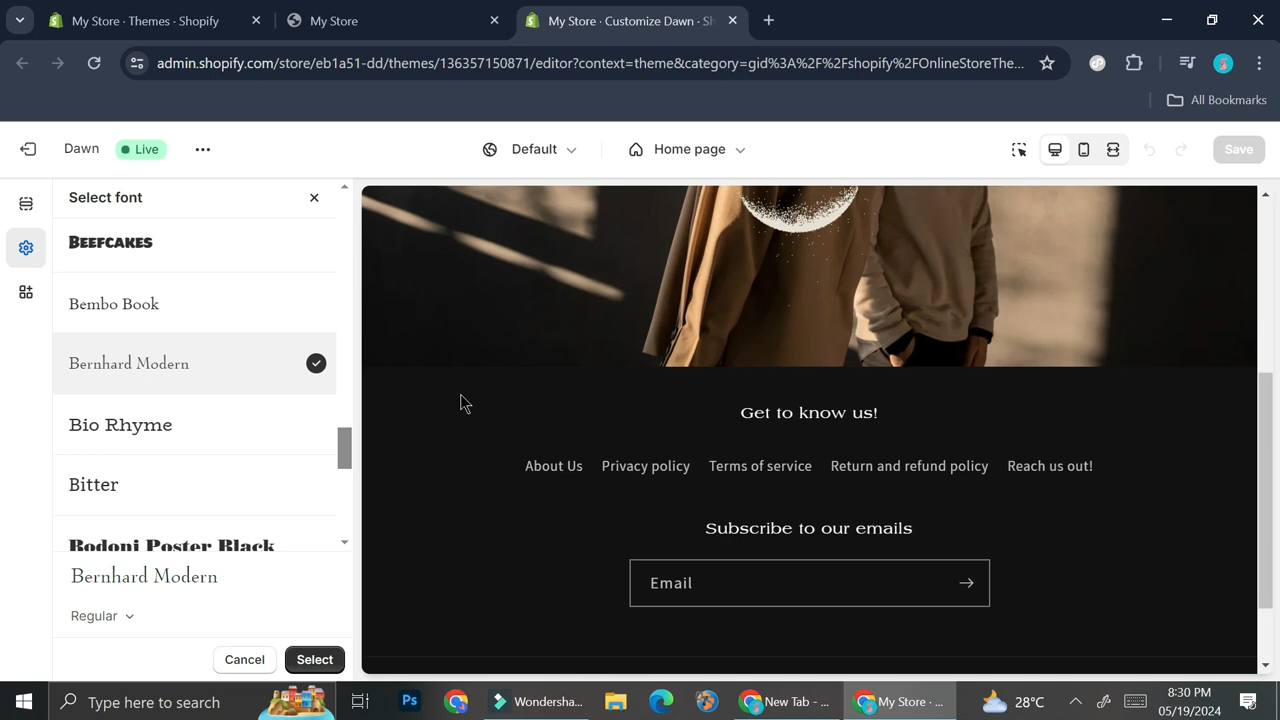 My Store - Themes · Shopify
My Store
My Store · Customize Dawn · Sh
admin.shopify.com/store/eb1a51-dd/themes/136357150871/editor?context=theme&category=gid%3A%2F%2Fshopify%2FOnlineStoreThe...
All Bookmarks
Dawn
Live
Default
Home page
Save
Select font
Beefcakes
Bembo Book
Bernhard Modern
Bio Rhyme
Bitter
Bodoni Poster Black
Bernhard Modern
Regular
Cancel
Select
Get to know us!
About Us Privacy policy Terms of service Return and refund policy Reach us out!
Subscribe to our emails
Email
Type here to search
Ps
Wondersha...
New Tab - ...
My Store · ...
28°C
8:30 PM
05/19/2024